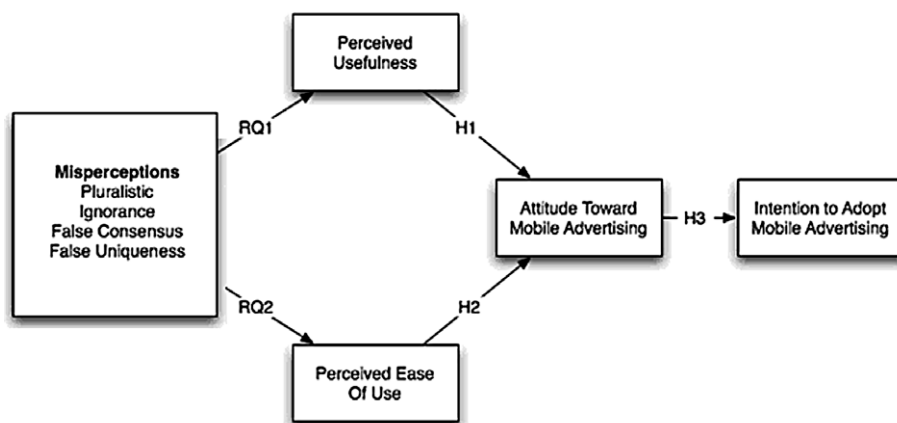 Perceived
Usefulness
RQ1
H1
Misperceptions
Pluralistic
Ignorance
False Consensus
False Uniqueness
Attitude Toward
Mobile Advertising
H3
Intention to Adopt
Mobile Advertising
RQ2
H2
Perceived Ease
Of Use